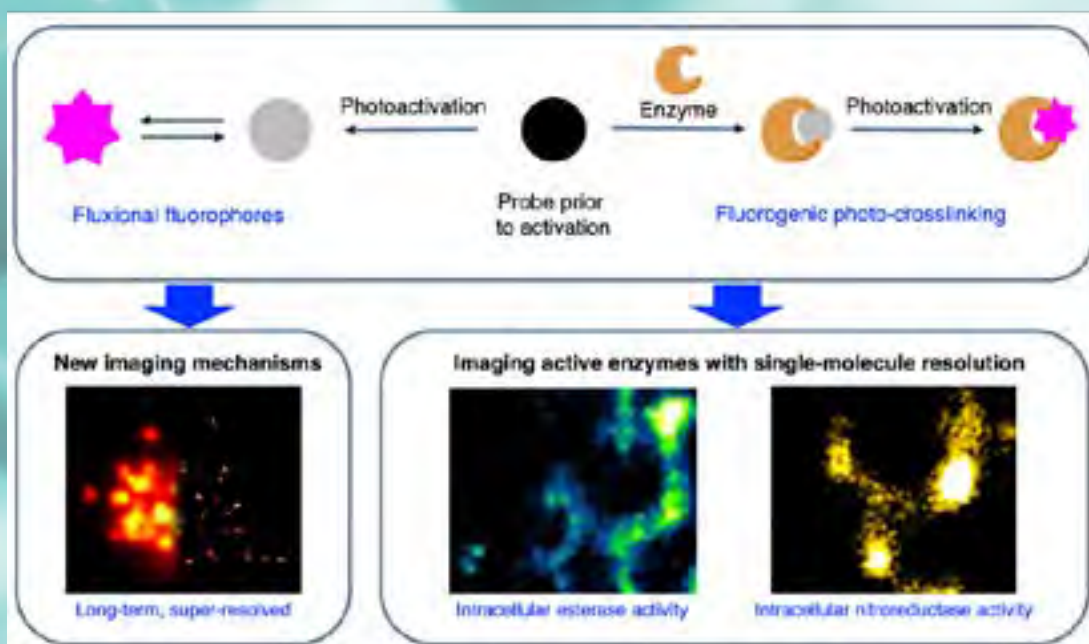 Photoactivation
Enzyme
Photoactivation
Fluxional fluorophores
Probe prior
to activation
Fluorogenic photo-crosslinking
New imaging mechanisms
Long-term, super-resolved
Imaging active enzymes with single-molecule resolution
Intracellular esterase activity
Intracellular nitroreductase activity